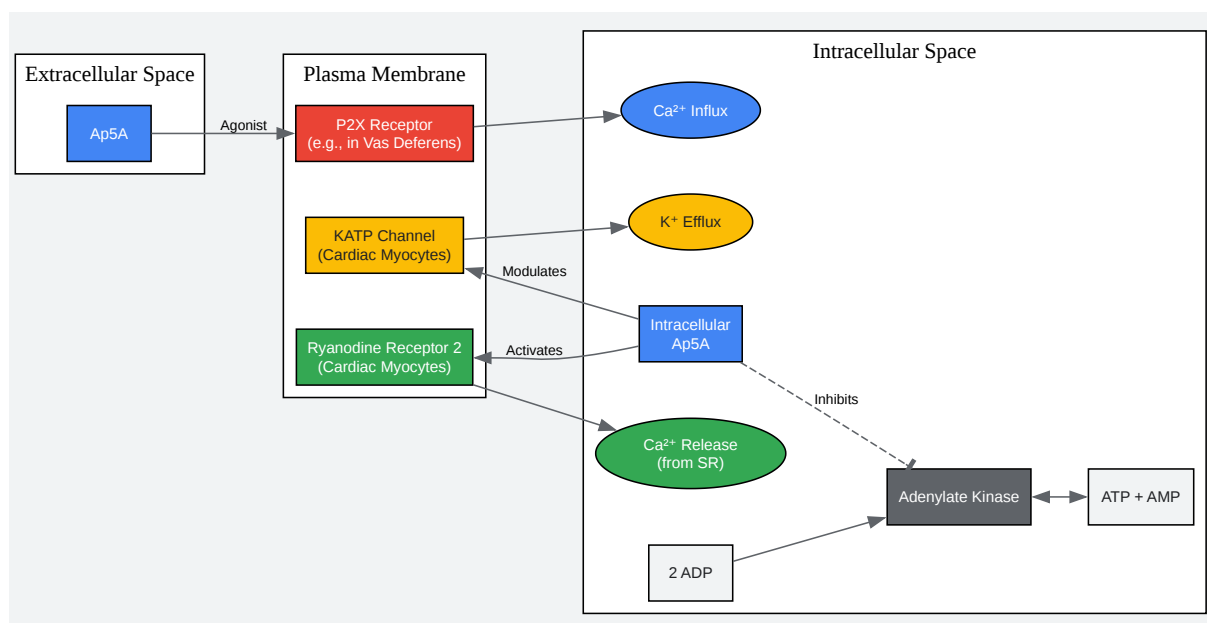 Extracellular Space
Ap5A
Agonist
Plasma Membrane
P2X Receptor
(e.g., in Vas Deferens)
KATP Channel
(Cardiac Myocytes)
Ryanodine Receptor 2
(Cardiac Myocytes)
Modulates
Activates
Intracellular Space
Ca²⁺ Influx
K⁺ Efflux
Intracellular
Ap5A
Inhibits
Ca²⁺ Release
(from SR)
Adenylate Kinase
ATP + AMP
2 ADP